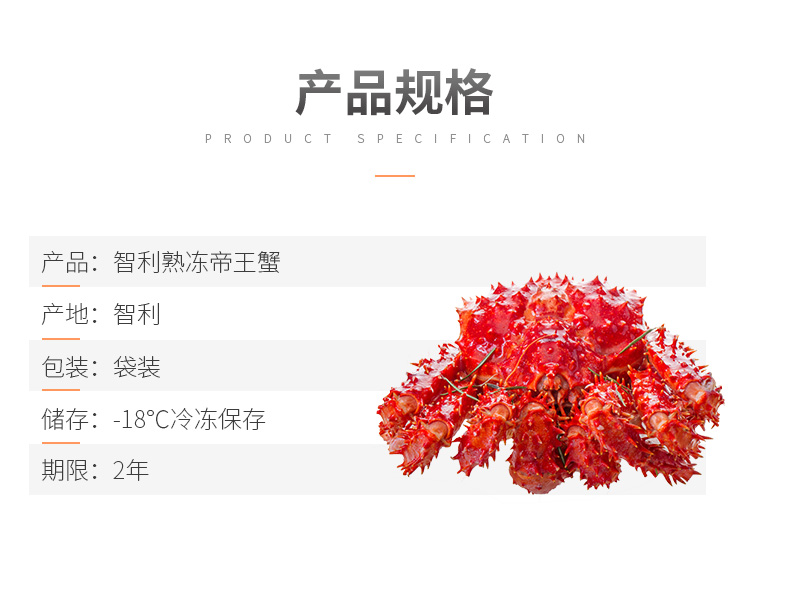 产品规格
PRODUCT SPECIFICATION
产品：智利熟冻帝王蟹
产地：智利
包装：袋装
储存：-18℃冷冻保存
期限：2年